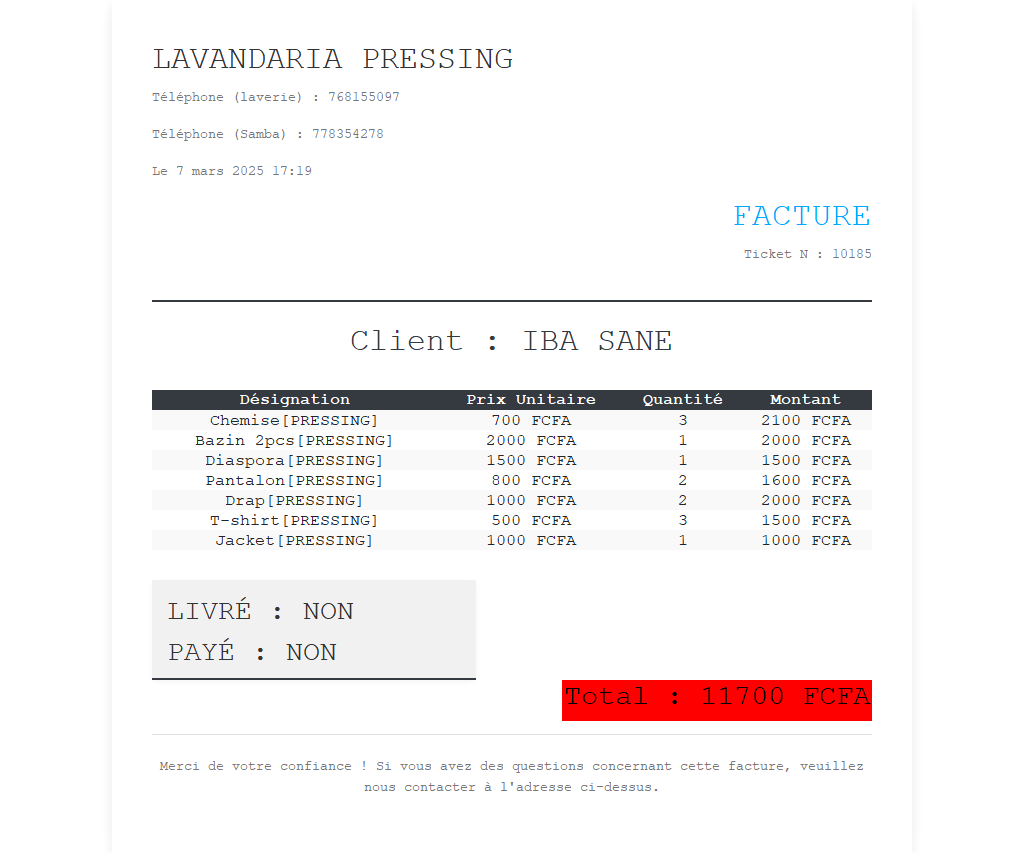 LAVANDARIA PRESSING
Téléphone (laverie) : 768155097
Téléphone (Samba) : 778354278
Le 7 mars 2025 17:19
FACTURE
Ticket N : 10185
Client : IBA SANE
Désignation Prix Unitaire Quantité Montant
Chemise[PRESSING] 700 FCFA 3 2100 FCFA
Bazin 2pcs[PRESSING] 2000 FCFA 1 2000 FCFA
Diaspora[PRESSING] 1500 FCFA 1 1500 FCFA
Pantalon[PRESSING] 800 FCFA 2 1600 FCFA
Drap[PRESSING] 1000 FCFA 2 2000 FCFA
T-shirt[PRESSING] 500 FCFA 3 1500 FCFA
Jacket[PRESSING] 1000 FCFA 1 1000 FCFA
LIVRÉ : NON
PAYÉ : NON
Total : 11700 FCFA
Merci de votre confiance ! Si vous avez des questions concernant cette facture, veuillez
nous contacter à l'adresse ci-dessus.